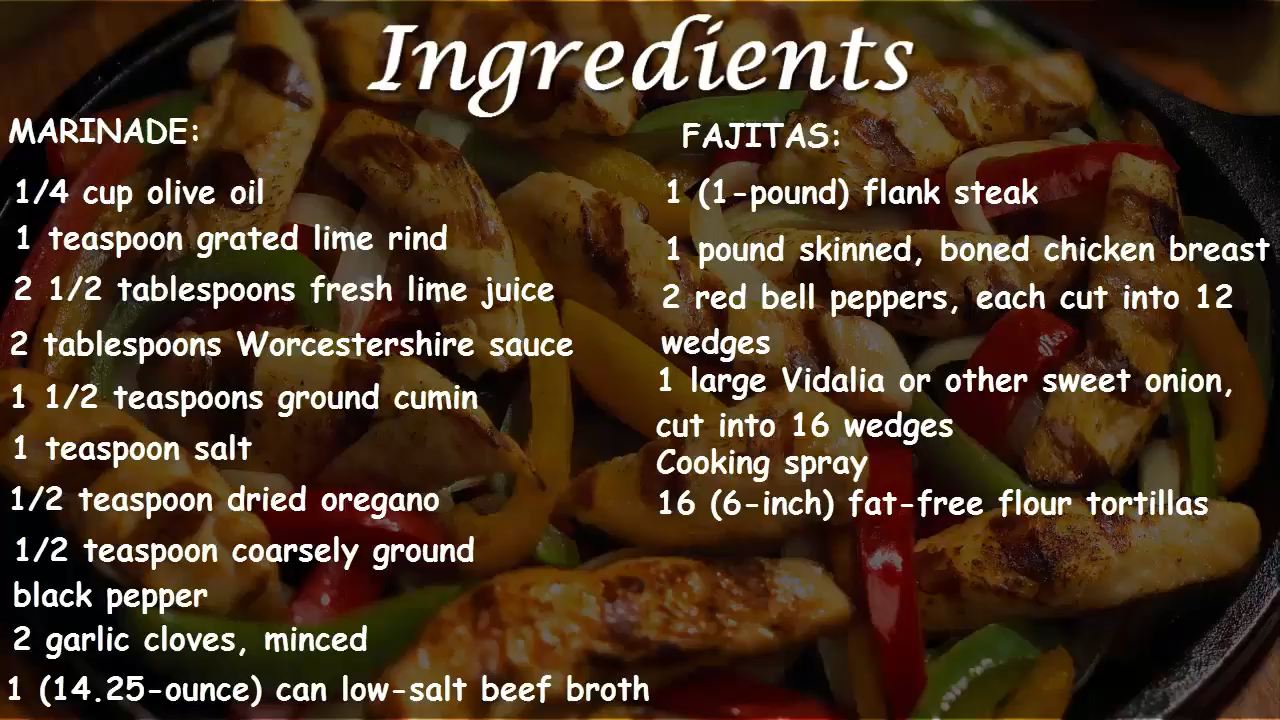 Ingredients
MARINADE:
1/4 cup olive oil
1 teaspoon grated lime rind
2 1/2 tablespoons fresh lime juice
2 tablespoons Worcestershire sauce
1 1/2 teaspoons ground cumin
1 teaspoon salt
1/2 teaspoon dried oregano
1/2 teaspoon coarsely ground
black pepper
2 garlic cloves, minced
1 (14.25-ounce) can low-salt beef broth
FAJITAS:
1 (1-pound) flank steak
1 pound skinned, boned chicken breast
2 red bell peppers, each cut into 12
wedges
1 large Vidalia or other sweet onion,
cut into 16 wedges
Cooking spray
16 (6-inch) fat-free flour tortillas